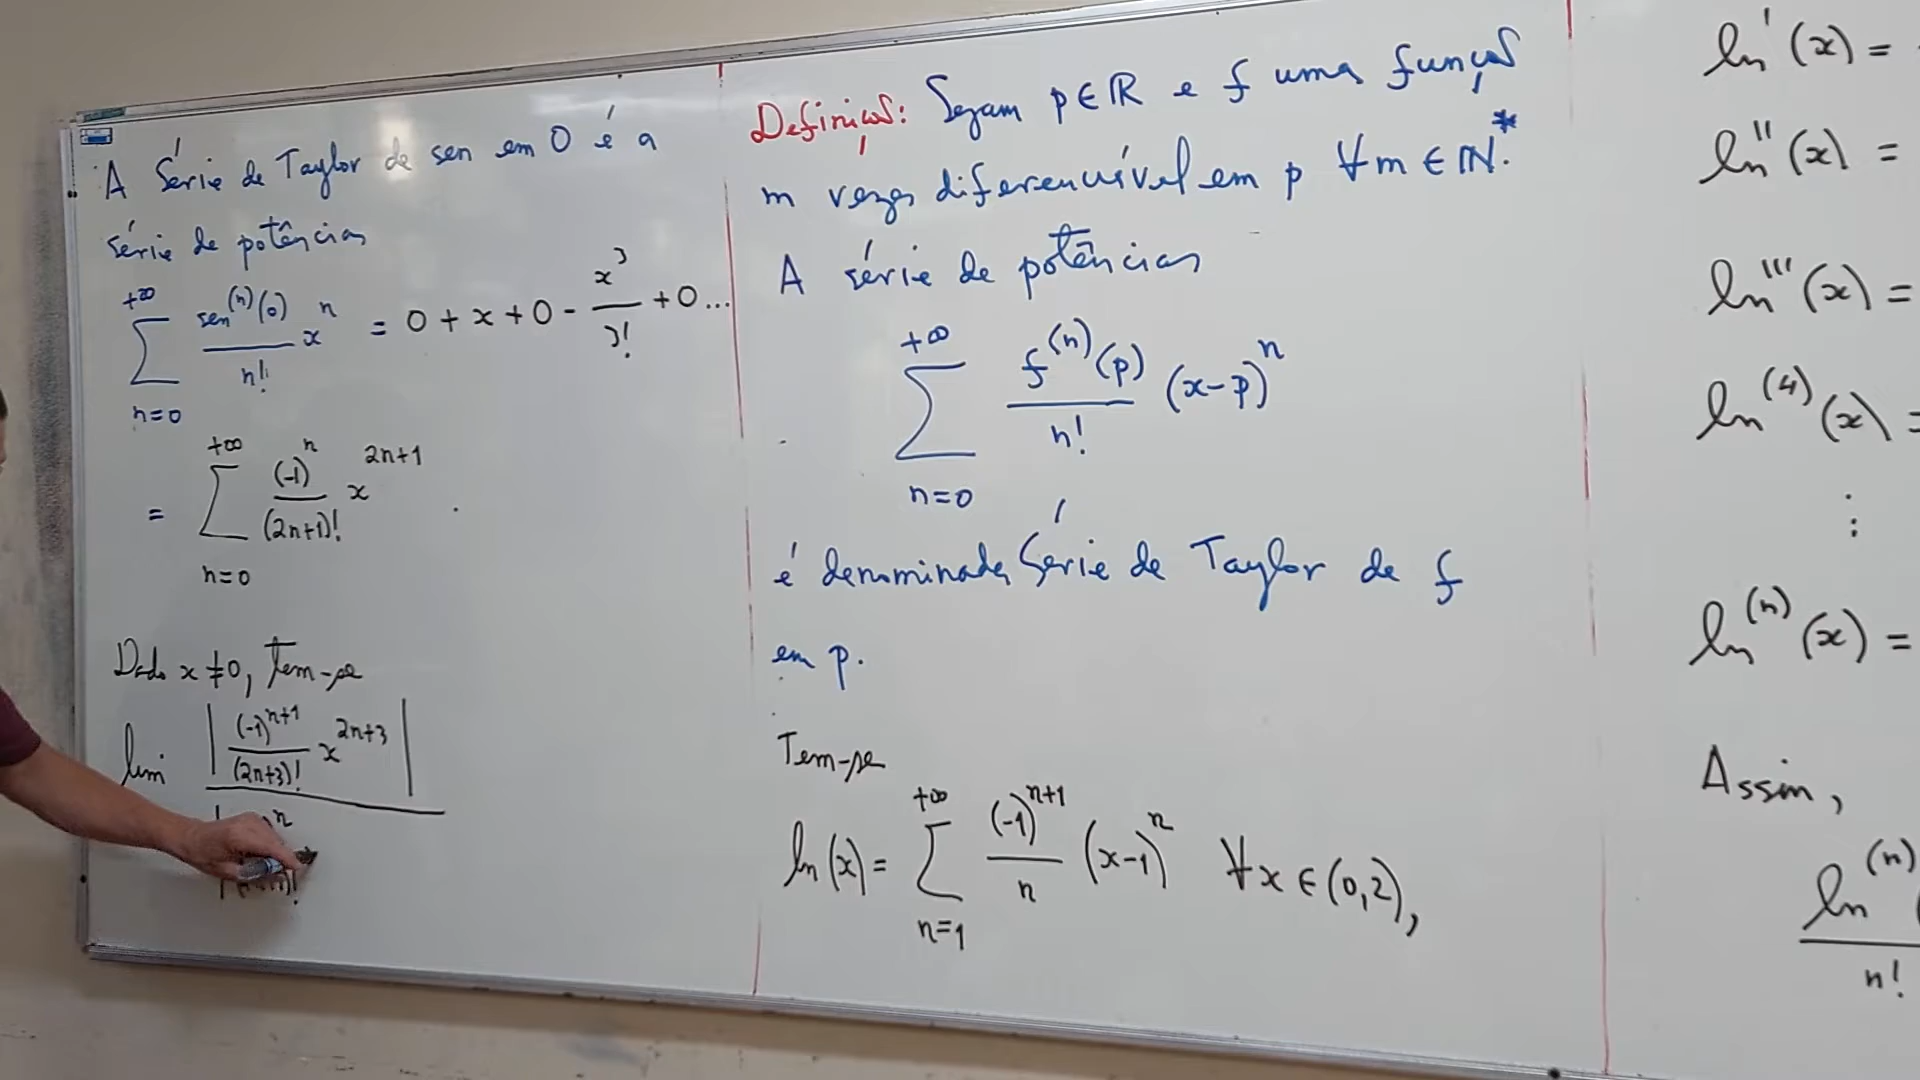 A Série de Taylor de sen em 0 é a
série de potências
+∞ sen^(n)(0) x^n = 0 + x + 0 - x^3 + 0 ...
Σ n! 3!
n=0
+∞ (-1)^n x^(2n+1)
= Σ (2n+1)!
n=0
Dado x ≠ 0, tem-se
lim | (-1)^(n+1) x^(2n+3) |
(2n+3)!
n
Definição: Sejam p ∈ ℝ e f uma função
m vezes diferenciável em p ∀m ∈ ℕ*.
A série de potências
+∞ f^(n)(p) (x-p)^n
Σ n!
n=0
é denominada Série de Taylor de f
em p.
Tem-se
ln(x) = +∞ Σ (-1)^(n+1) (x-1)^n ∀x ∈ (0,2),
n
n=1
ln'(x) =
ln''(x) =
ln'''(x) =
ln^(4)(x) =
⋮
ln^(n)(x) =
Assim,
ln^(n)(
n!